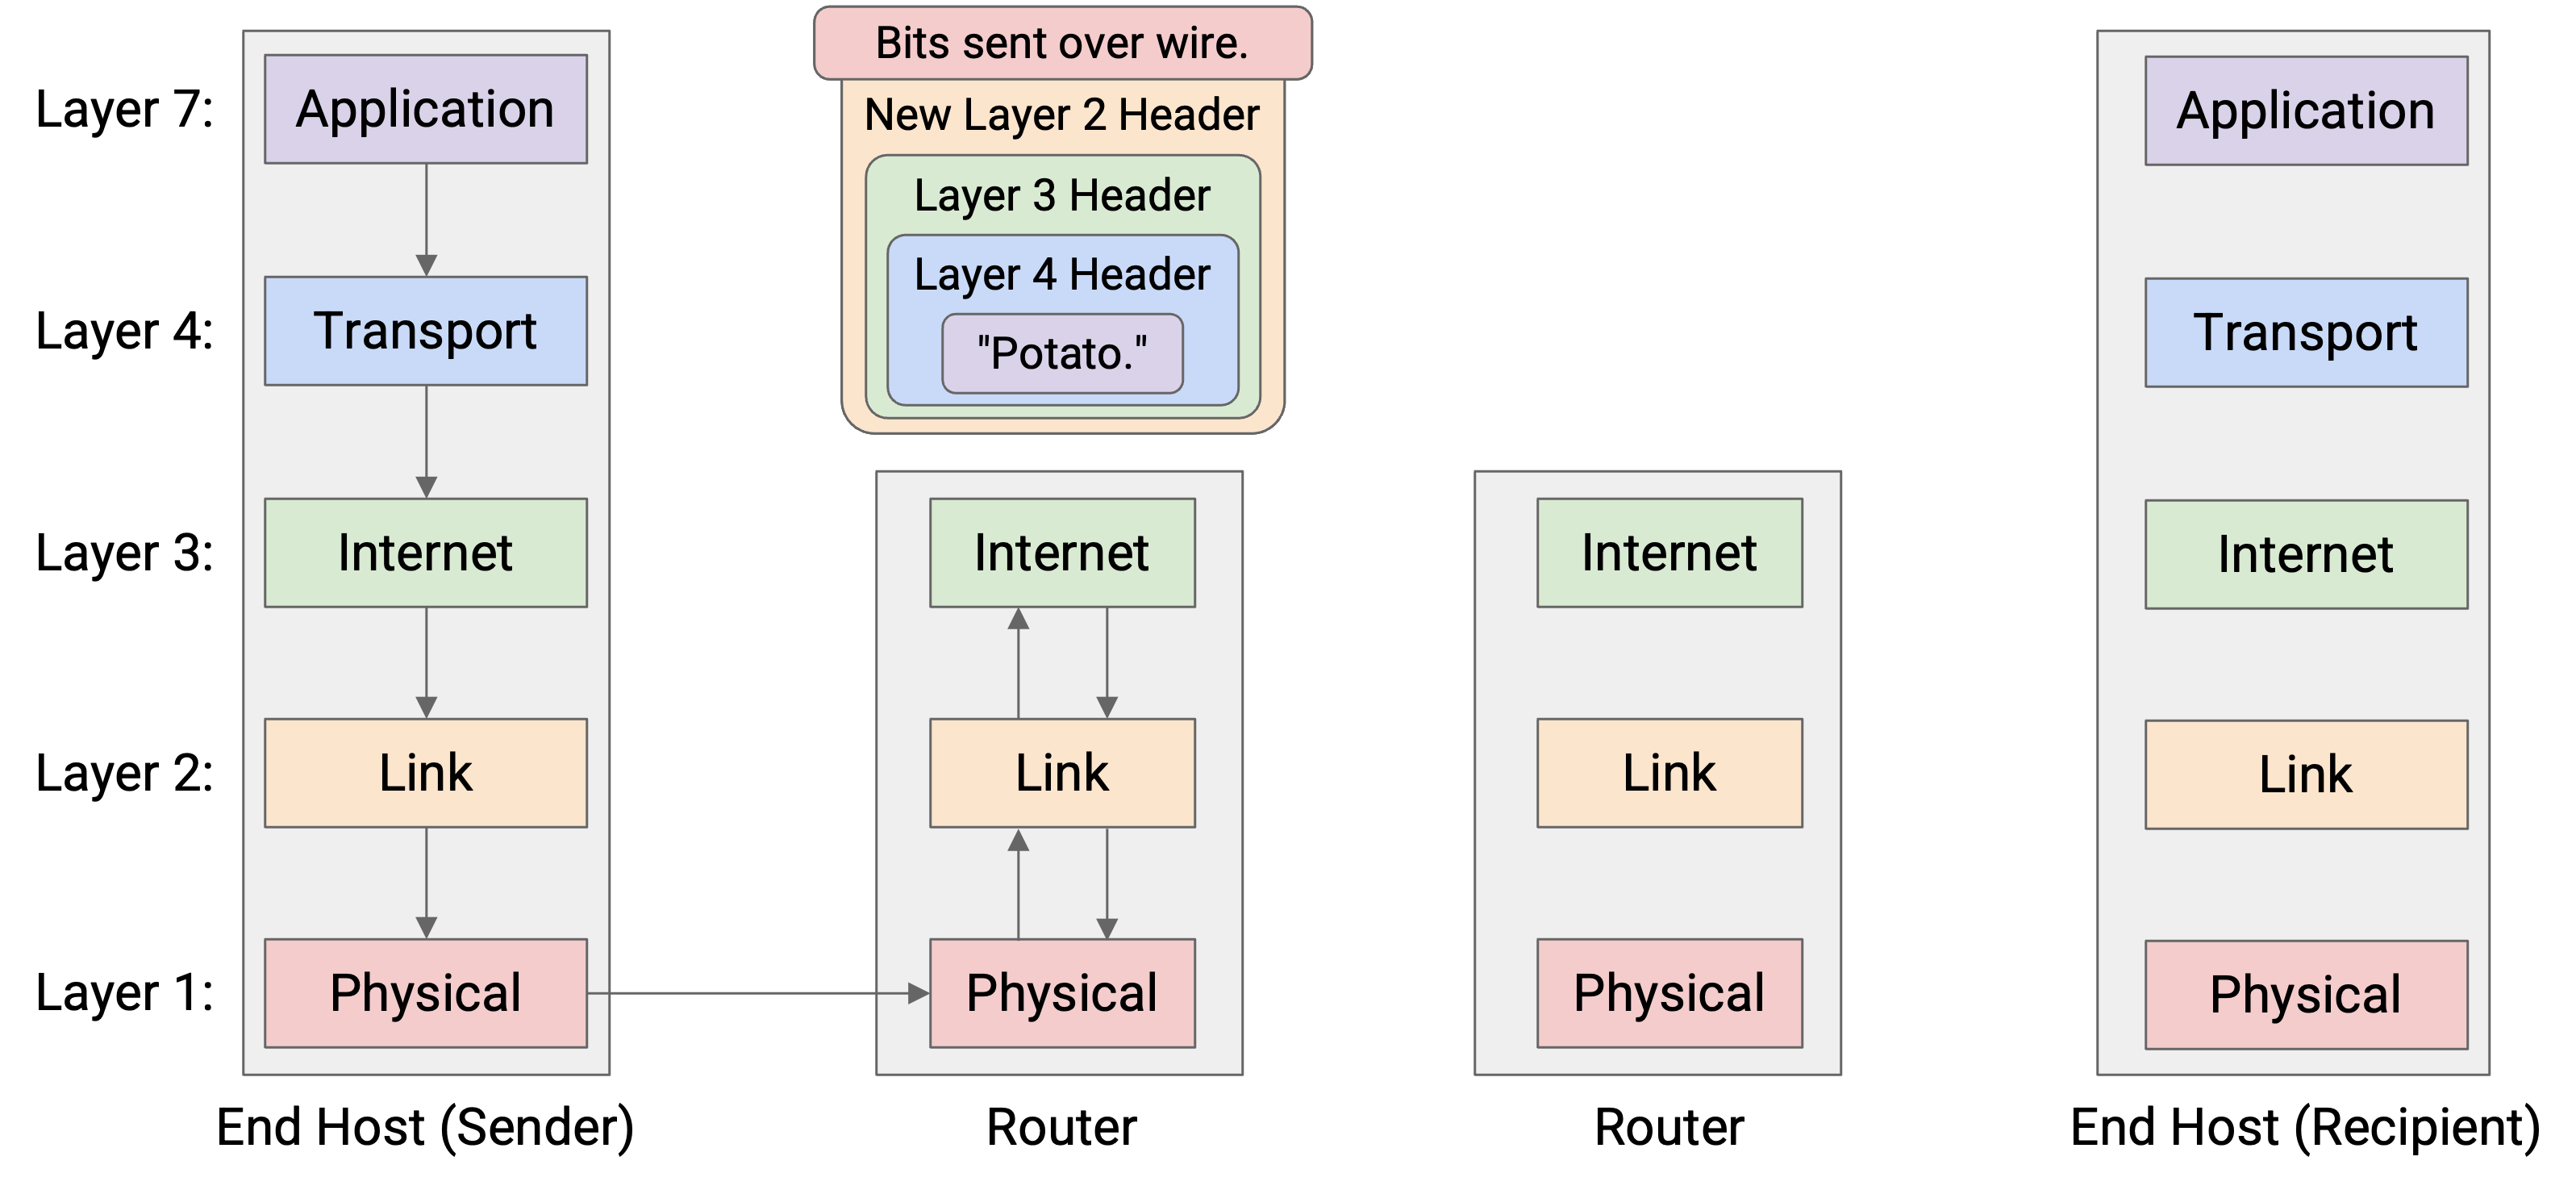 Bits sent over wire.
New Layer 2 Header
Layer 3 Header
Layer 4 Header
"Potato."
Layer 7:
Application
Application
Layer 4:
Transport
Transport
Layer 3:
Internet
Internet
Internet
Internet
Layer 2:
Link
Link
Link
Link
Layer 1:
Physical
Physical
Physical
Physical
End Host (Sender)
Router
Router
End Host (Recipient)